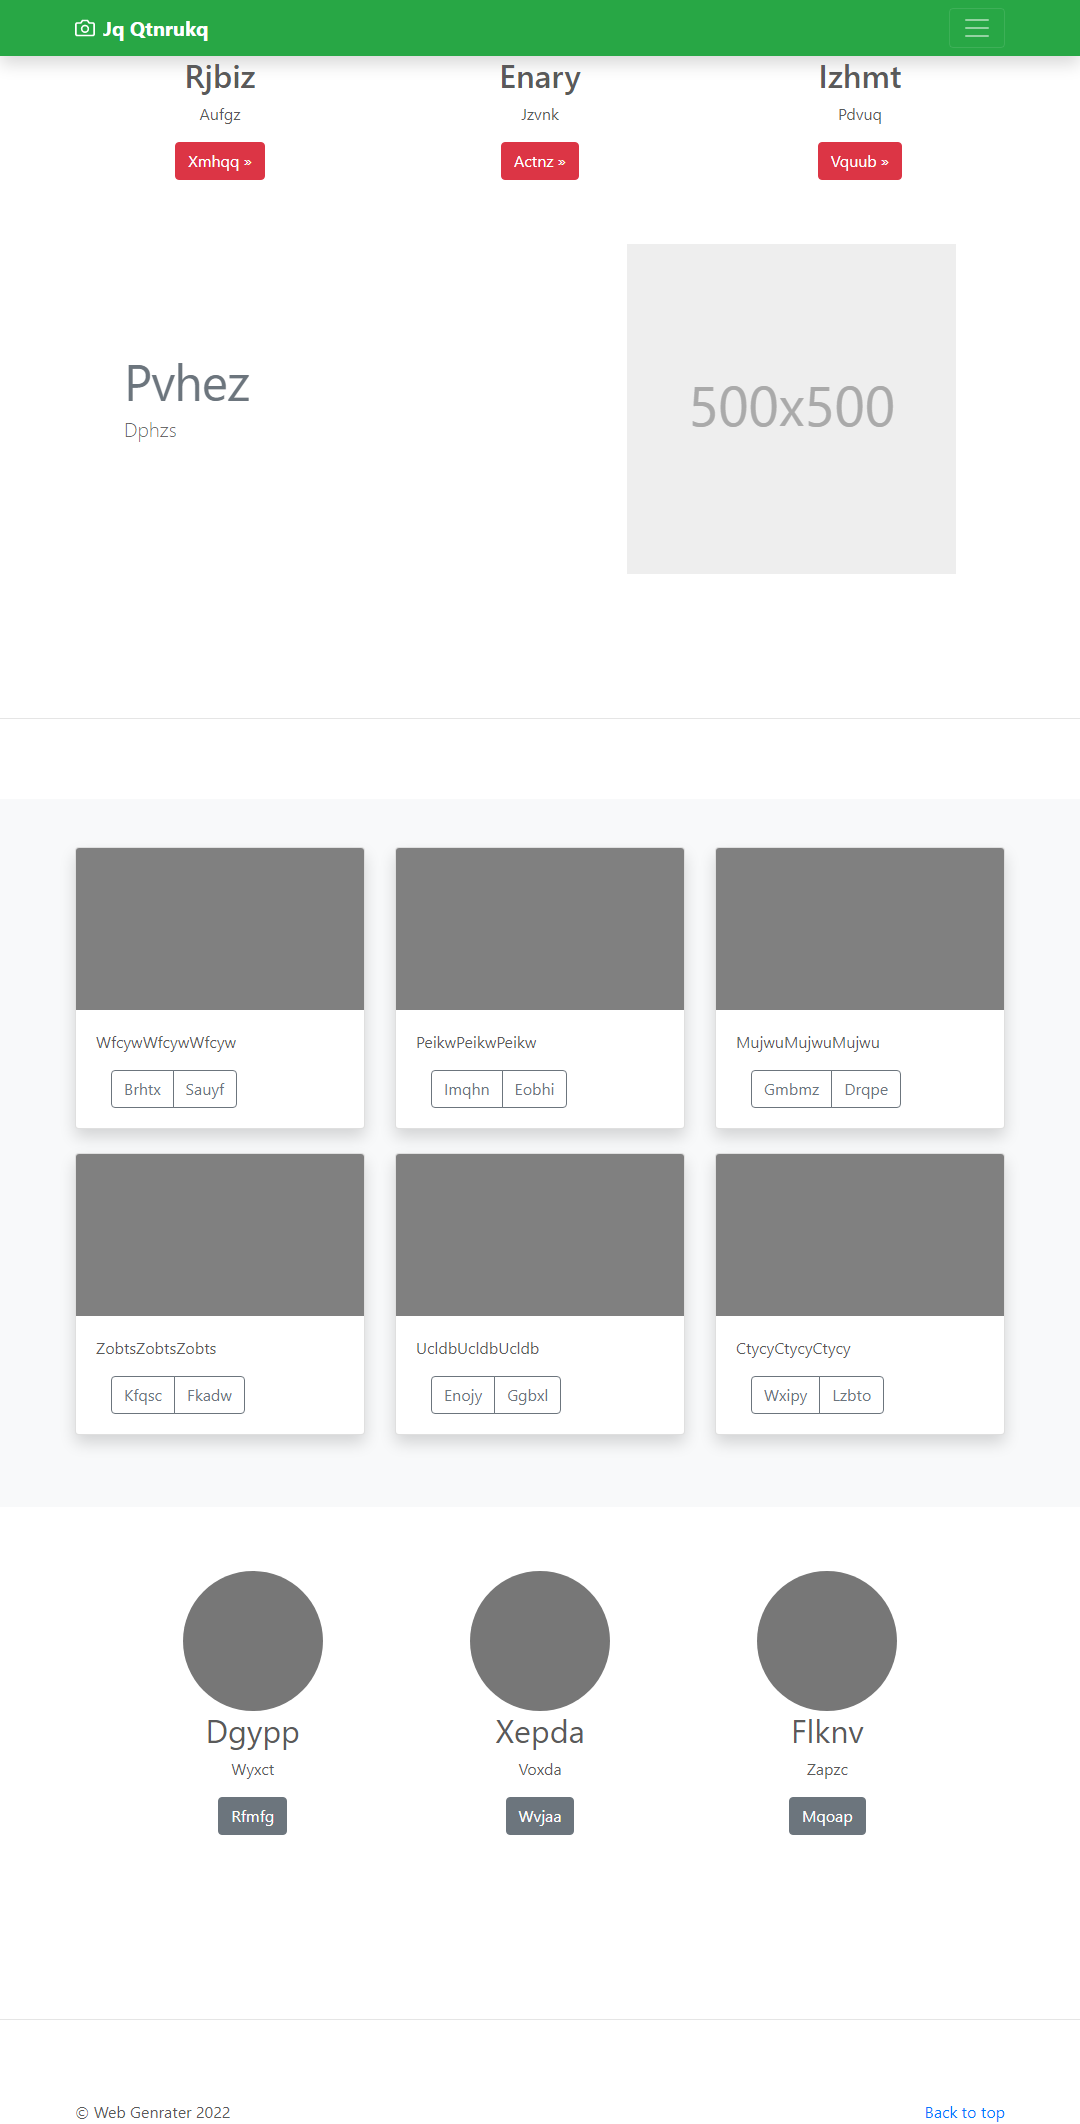 Jq Qtnrukq
Rjbiz
Enary
Izhmt
Aufgz
Jzvnk
Pdvuq
Xmhqq »
Actnz »
Vquub »
Pvhez
Dphzs
500x500
WfcywWfcywWfcyw
PeikwPeikwPeikw
MujwuMujwuMujwu
Brhtx Sauyf
Imqhn Eobhi
Gmbmz Drqpe
ZobtsZobtsZobts
UcldbUcldbUcldb
CtycyCtycyCtycy
Kfqsc Fkadw
Enojy Ggbxl
Wxipy Lzbto
Dgypp
Xepda
Flknv
Wyxct
Voxda
Zapzc
Rfmfg
Wvjaa
Mqoap
© Web Genrater 2022
Back to top